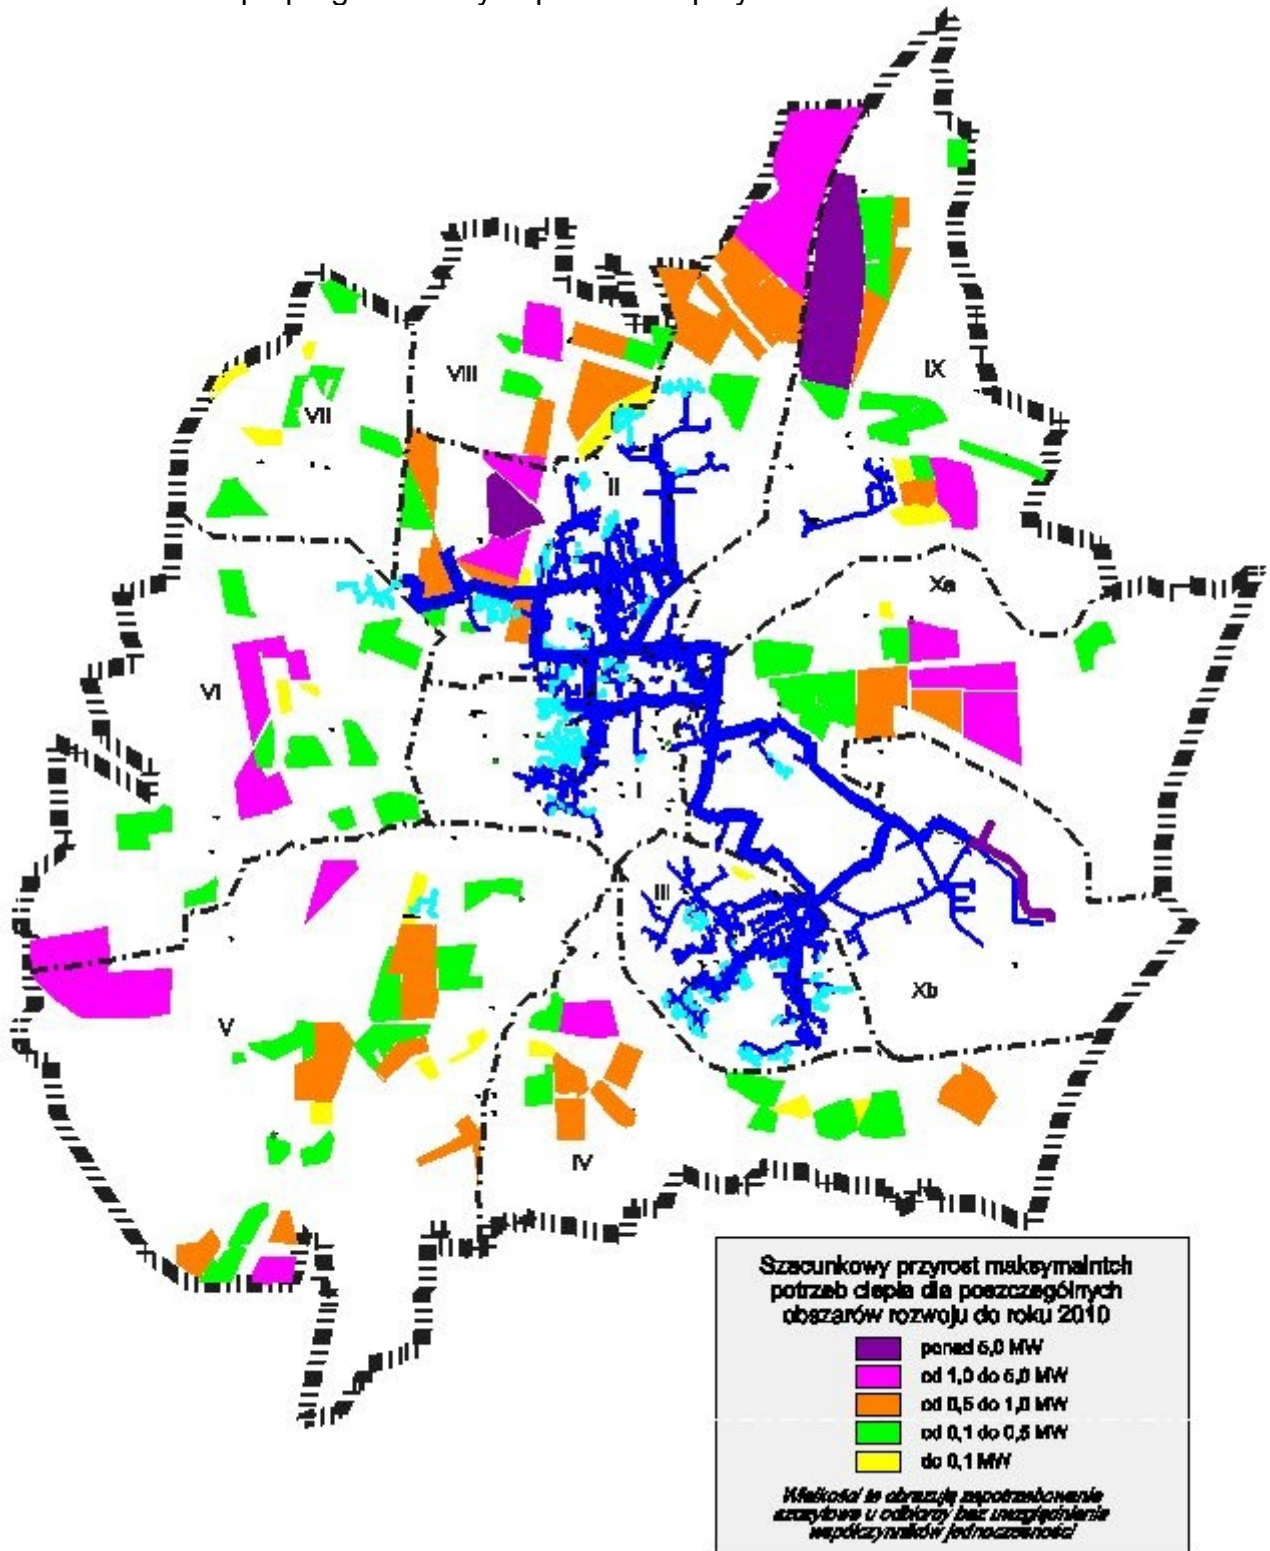 VIII
IX
VII
II
Xa
VI
I
III
Xb
V
IV
Szacunkowy przyrost maksymalntch
potrzeb ciepła dla poszczególnych
obszarów rozwoju do roku 2010
ponad 5,0 MW
od 1,0 do 5,0 MW
od 0,5 do 1,0 MW
od 0,1 do 0,5 MW
do 0,1 MW
Wielkości te obrazują zapotrzebowanie
szczytowe u odbiorcy bez uwzględnienia
współczynników jednoczesności